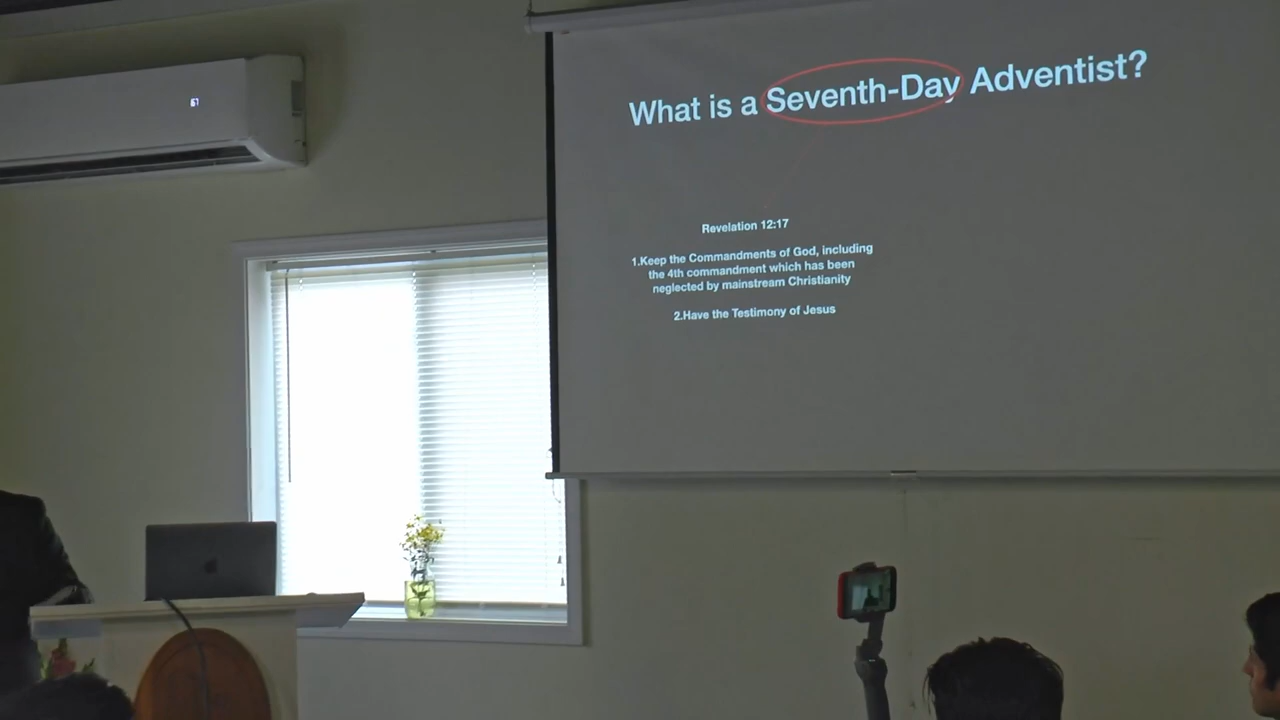 What is a Seventh-Day Adventist?
Revelation 12:17
1.Keep the Commandments of God, including
the 4th commandment which has been
neglected by mainstream Christianity
2.Have the Testimony of Jesus